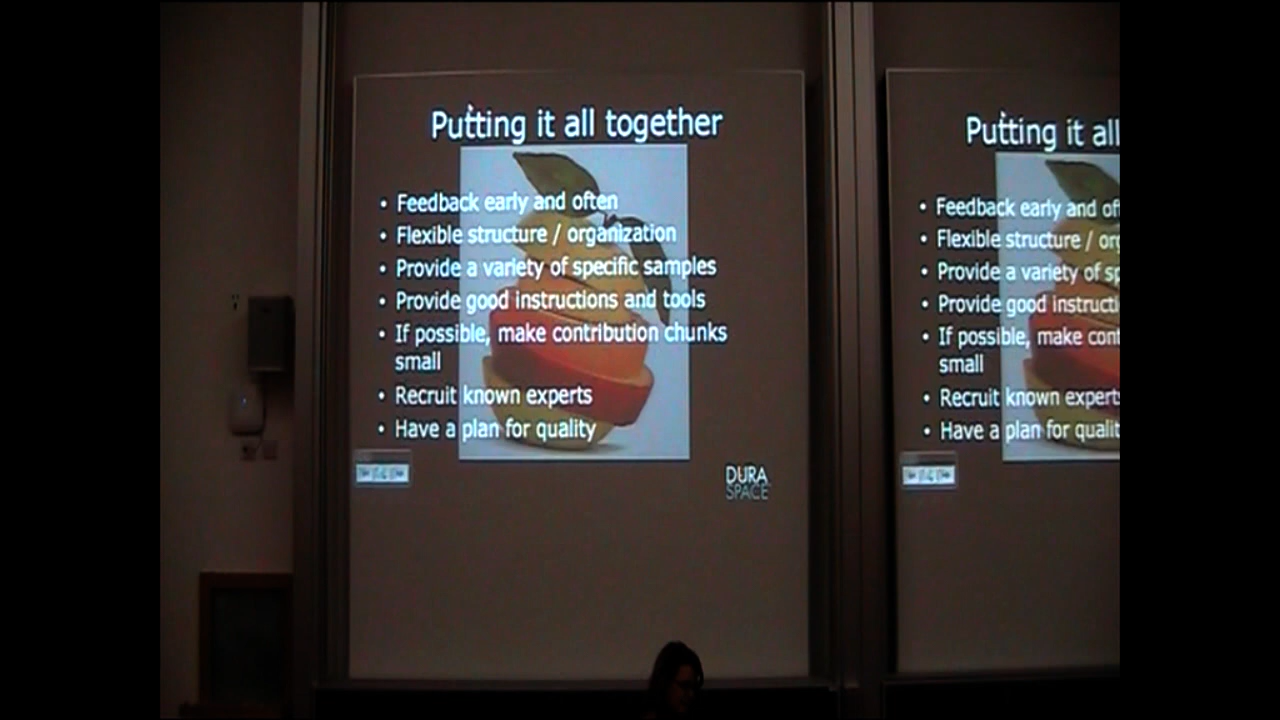 Putting it all together
• Feedback early and often
• Flexible structure / organization
• Provide a variety of specific samples
• Provide good instructions and tools
• If possible, make contribution chunks
small
• Recruit known experts
• Have a plan for quality
DURA
SPACE
Putting it all
• Feedback early and of
• Flexible structure / org
• Provide a variety of sp
• Provide good instructi
• If possible, make cont
small
• Recruit known experts
• Have a plan for qualit